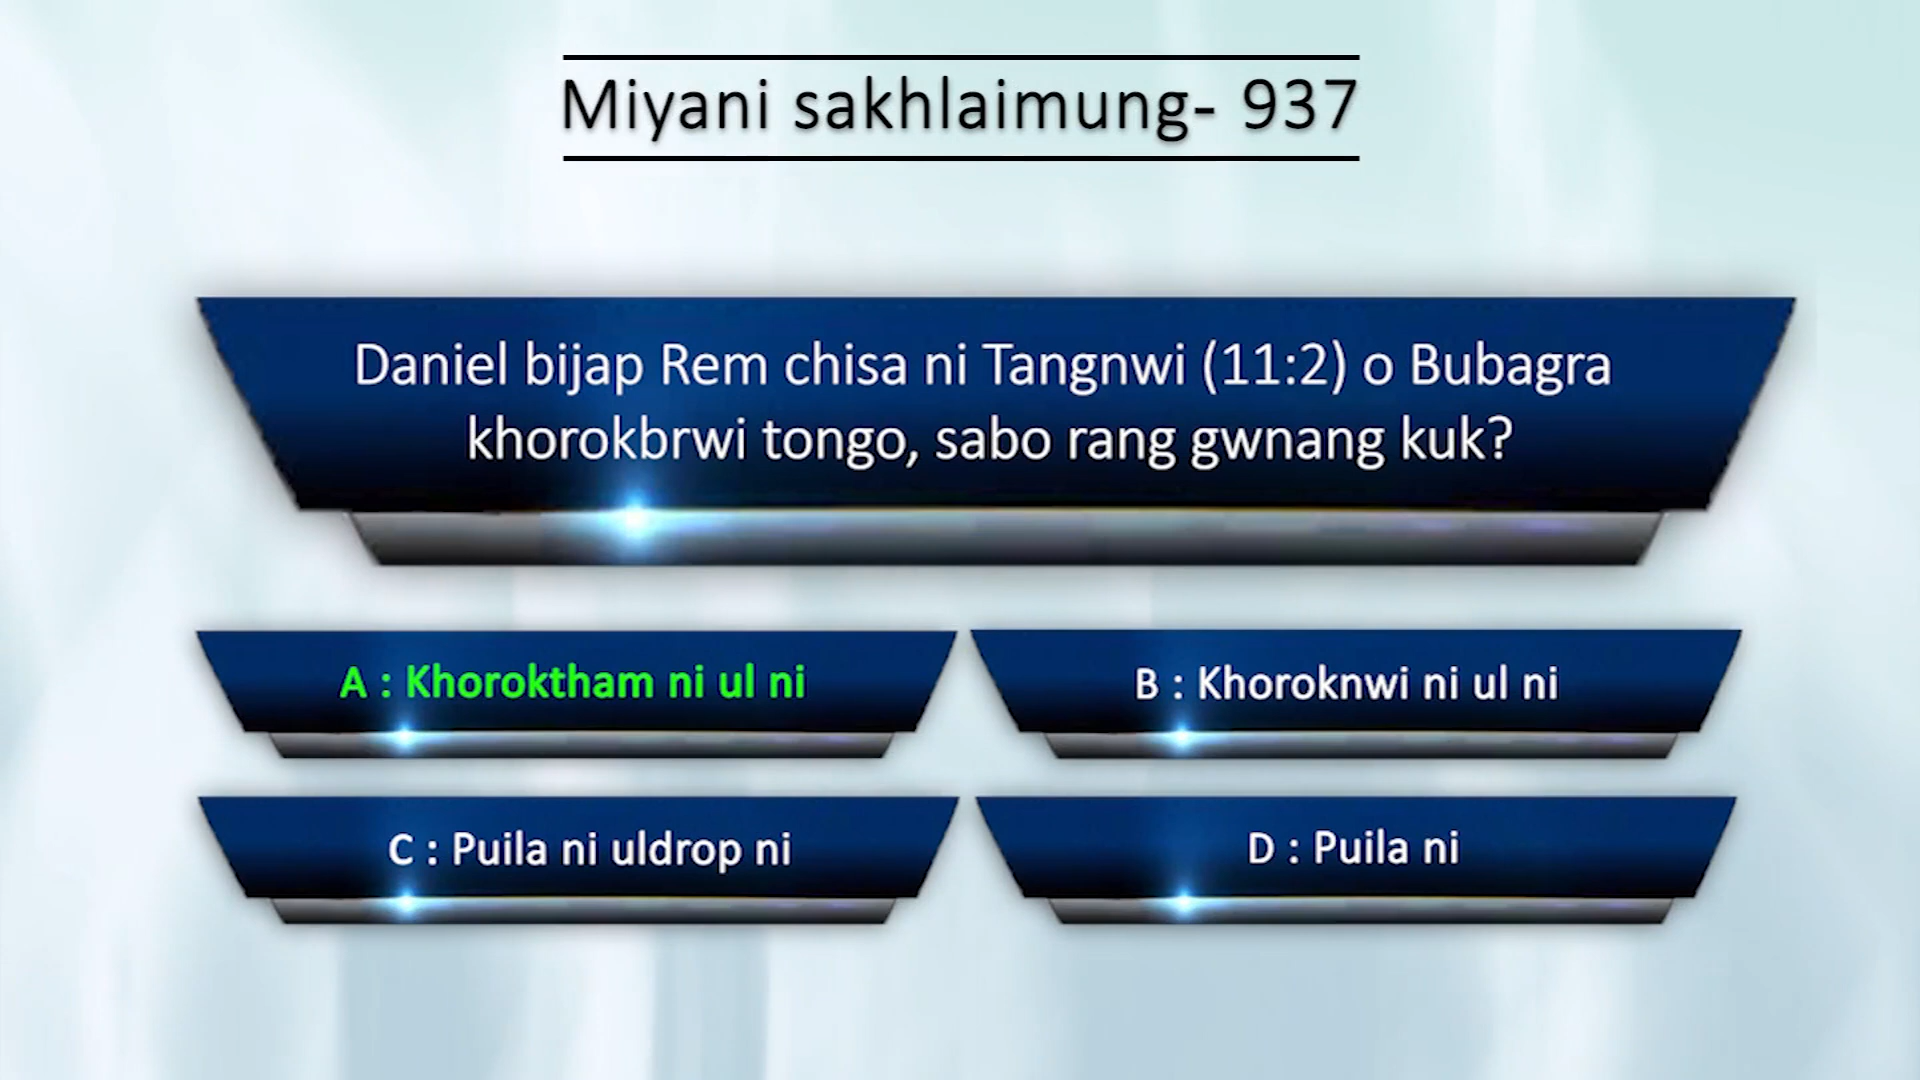 Miyani sakhlaimung- 937
Daniel bijap Rem chisa ni Tangnwi (11:2) o Bubagra
khorokbrwi tongo, sabo rang gwnang kuk?
A : Khoroktham ni ul ni
B : Khoroknwi ni ul ni
C : Puila ni uldrop ni
D : Puila ni